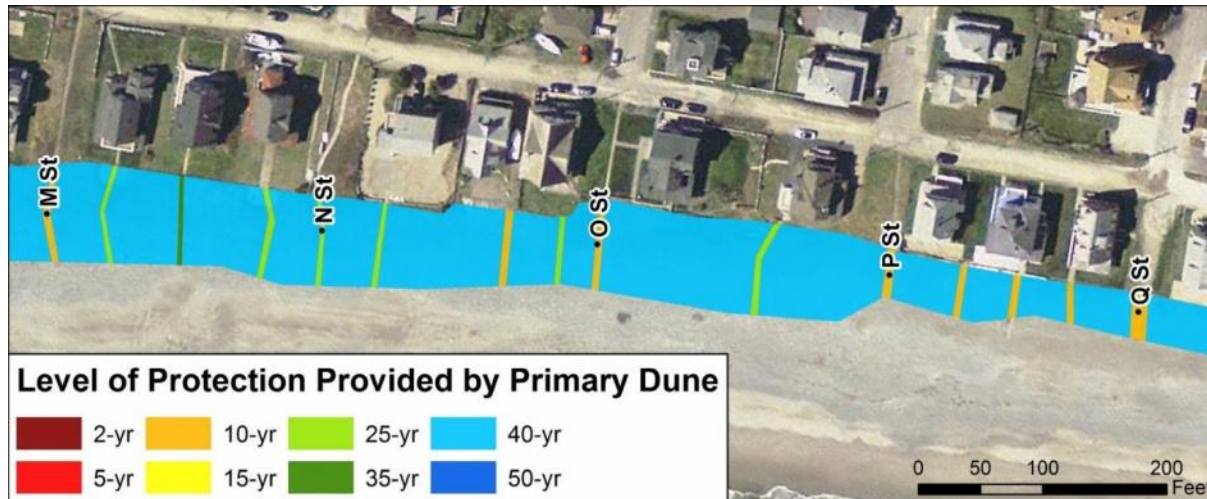 M St
N St
O St
P St
Q St
Level of Protection Provided by Primary Dune
2-yr 10-yr 25-yr 40-yr
5-yr 15-yr 35-yr 50-yr
0 50 100 200
Feet